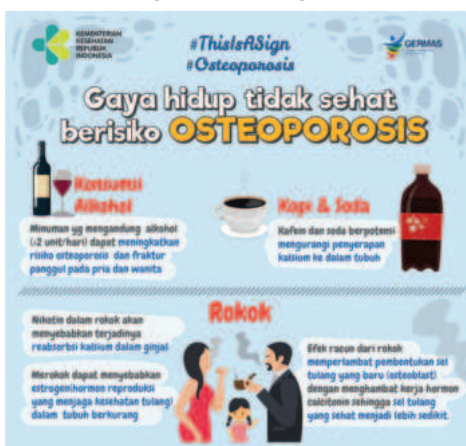 KEMENTERIAN
KESEHATAN
REPUBLIK
INDONESIA
#ThisIsASign
#Osteoporosis
GERMAS
Gaya hidup tidak sehat
berisiko OSTEOPOROSIS
Konsumsi
Alkohol
Minuman yg mengandung alkohol
(>2 unit/hari) dapat meningkatkan
risiko osteoporosis dan fraktur
panggul pada pria dan wanita
Kopi & Soda
Kafein dan soda berpotensi
mengurangi penyerapan
kalsium ke dalam tubuh
Rokok
Nikotin dalam rokok akan
menyebabkan terjadinya
reabsorbsi kalsium dalam ginjal
Merokok dapat menyebabkan
estrogen(hormon reproduksi
yang menjaga kesehatan tulang)
dalam tubuh berkurang
Efek racun dari rokok
memperlambat pembentukan sel
tulang yang baru (osteoblast)
dengan menghambat kerja hormon
calcitonin sehingga sel tulang
yang sehat menjadi lebih sedikit.